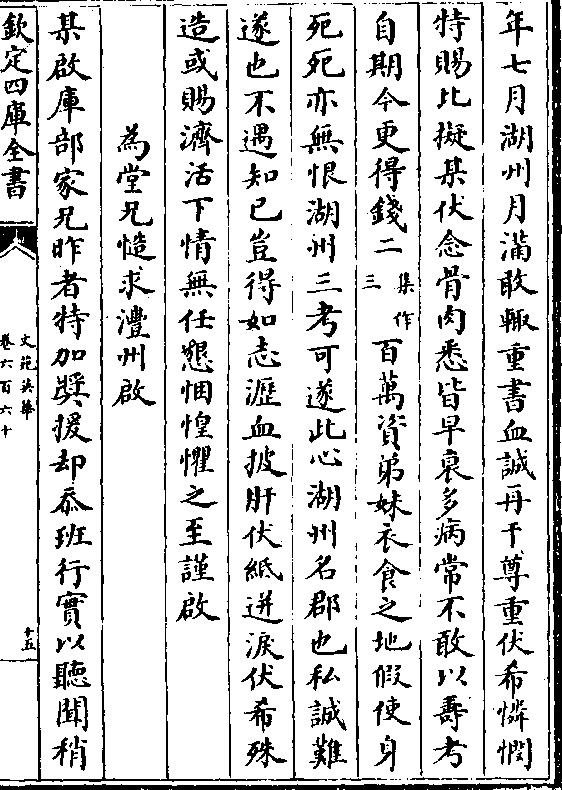 年七月湖州月滿敢輙重書血誠再干尊重伏希憐憫
特賜比擬某伏念骨肉悉皆早衰多病常不敢以壽考
自期今更得錢二集作三百萬資弟妹衣食之地假使身
死死亦無恨湖州三考可遂此心湖州名郡也私誠難
遂也不遇知已豈得如志瀝血披肝伏紙迸淚伏希殊
造或賜濟活下情無任懇悃惶懼之至謹啟
為堂兄慥求澧州啟
某啟庫部家兄昨者特加奬援却忝班行實以聽聞稍
欽定四庫全書
文苑英華
卷六百六十
十五